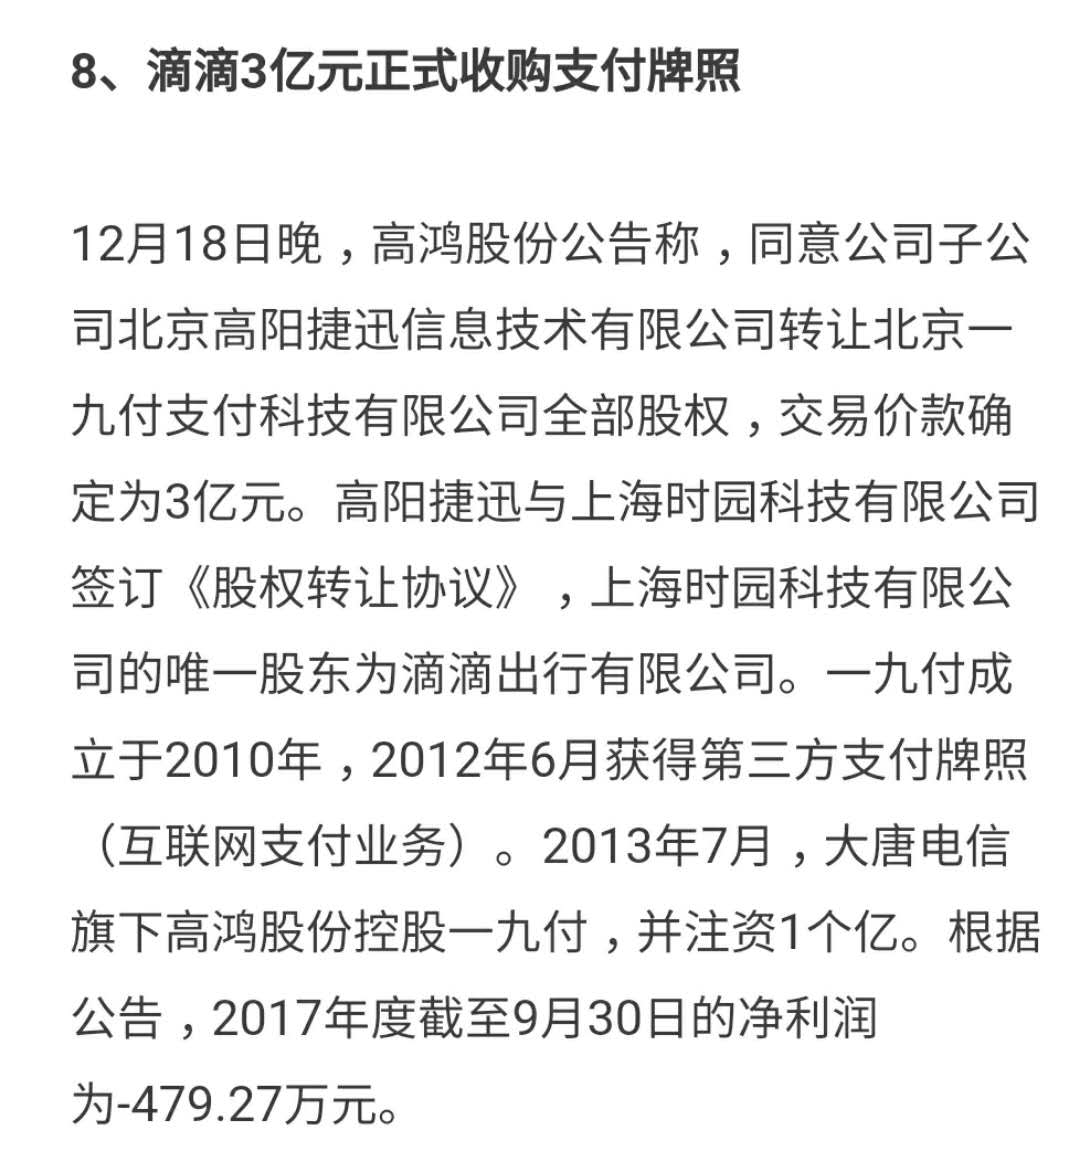 8、滴滴3亿元正式收购支付牌照
12月18日晚，高鸿股份公告称，同意公司子公
司北京高阳捷迅信息技术有限公司转让北京一
九付支付科技有限公司全部股权，交易价款确
定为3亿元。高阳捷迅与上海时园科技有限公司
签订《股权转让协议》，上海时园科技有限公
司的唯一股东为滴滴出行有限公司。一九付成
立于2010年，2012年6月获得第三方支付牌照
（互联网支付业务）。2013年7月，大唐电信
旗下高鸿股份控股一九付，并注资1个亿。根据
公告，2017年度截至9月30日的净利润
为-479.27万元。